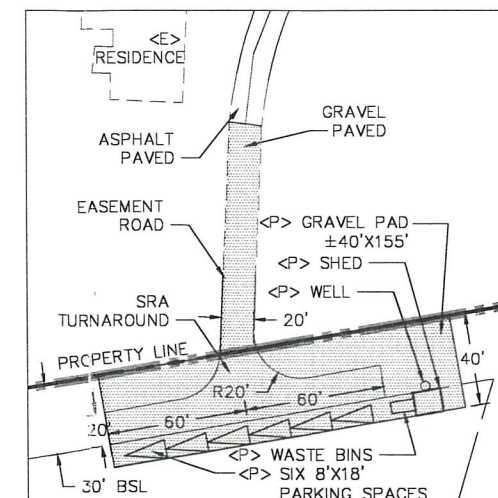 <E>
RESIDENCE
GRAVEL
PAVED
ASPHALT
PAVED
EASEMENT
ROAD
<P> GRAVEL PAD
±40'X155'
<P> SHED
<P> WELL
SRA
TURNAROUND
20'
PROPERTY LINE
40'
R20'
60'
60'
20'
<P> WASTE BINS
<P> SIX 8'X18'
PARKING SPACES
30' BSL